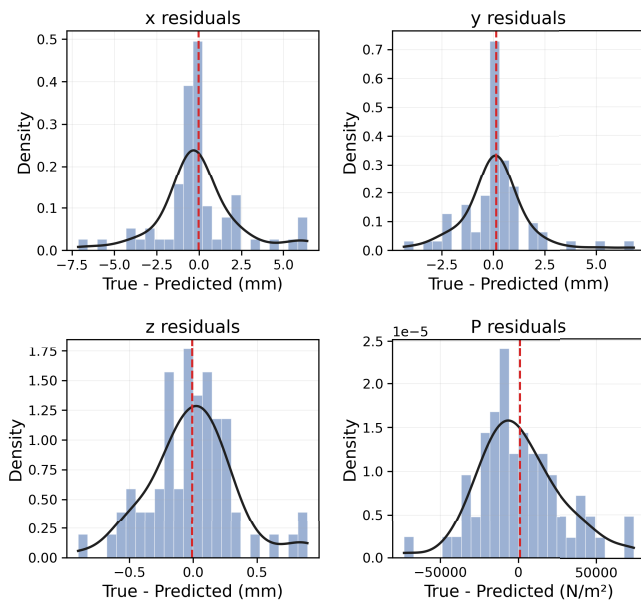 x residuals
0.5
0.4
0.3
0.2
0.1
0.0
Density
−7.5 −5.0 −2.5 0.0 2.5 5.0
True - Predicted (mm)
y residuals
0.7
0.6
0.5
0.4
0.3
0.2
0.1
0.0
Density
−2.5 0.0 2.5 5.0
True - Predicted (mm)
z residuals
1.75
1.50
1.25
1.00
0.75
0.50
0.25
0.00
Density
−0.5 0.0 0.5
True - Predicted (mm)
P residuals
1e−5
2.5
2.0
1.5
1.0
0.5
0.0
Density
−50000 0 50000
True - Predicted (N/m²)